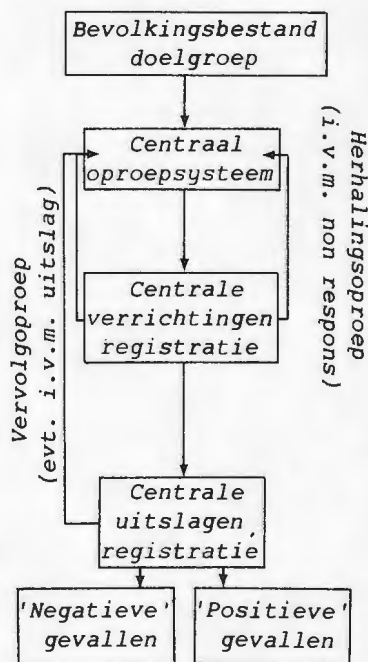 Bevolkingsbestand
doelgroep
Centraal
oproepsysteem
Herhalingsoproep
(i.v.m. non respons)
Centrale
verrichtingen
registratie
Vervolgoproep
(evt. i.v.m. uitslag)
Centrale
uitslagen
registratie
'Negatieve'
gevallen
'Positieve'
gevallen